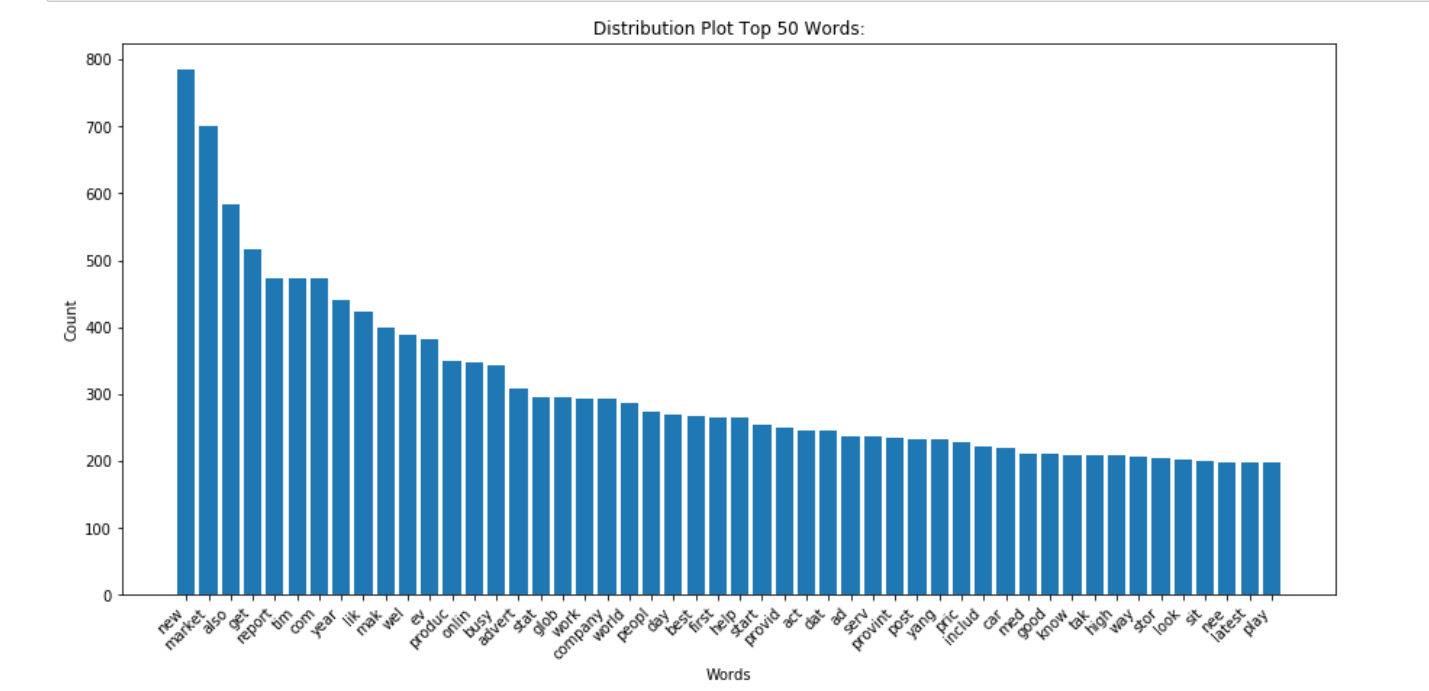 Distribution Plot Top 50 Words:
800
700
600
500
400
300
200
100
0
Count
new
market
also
get
report
tim
com
year
lik
mak
wel
ev
produc
onlin
busy
advert
stat
glob
work
company
world
peopl
day
best
first
help
start
provid
act
dat
ad
serv
provint
post
yang
pric
includ
car
med
good
know
tak
high
way
stor
look
sit
nee
latest
play
Words